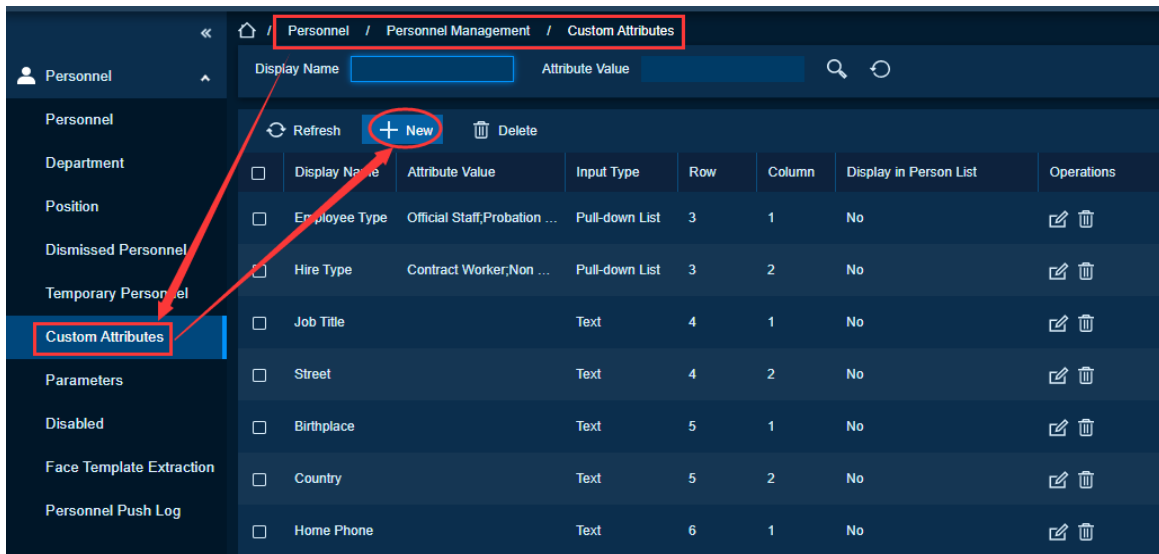 « / Personnel / Personnel Management / Custom Attributes
Personnel
Display Name Attribute Value
Personnel
Department
Position
Dismissed Personnel
Temporary Personnel
Custom Attributes
Parameters
Disabled
Face Template Extraction
Personnel Push Log
Refresh + New Delete
Display Name Attribute Value Input Type Row Column Display in Person List Operations
Employee Type Official Staff;Probation ... Pull-down List 3 1 No
Hire Type Contract Worker;Non ... Pull-down List 3 2 No
Job Title Text 4 1 No
Street Text 4 2 No
Birthplace Text 5 1 No
Country Text 5 2 No
Home Phone Text 6 1 No